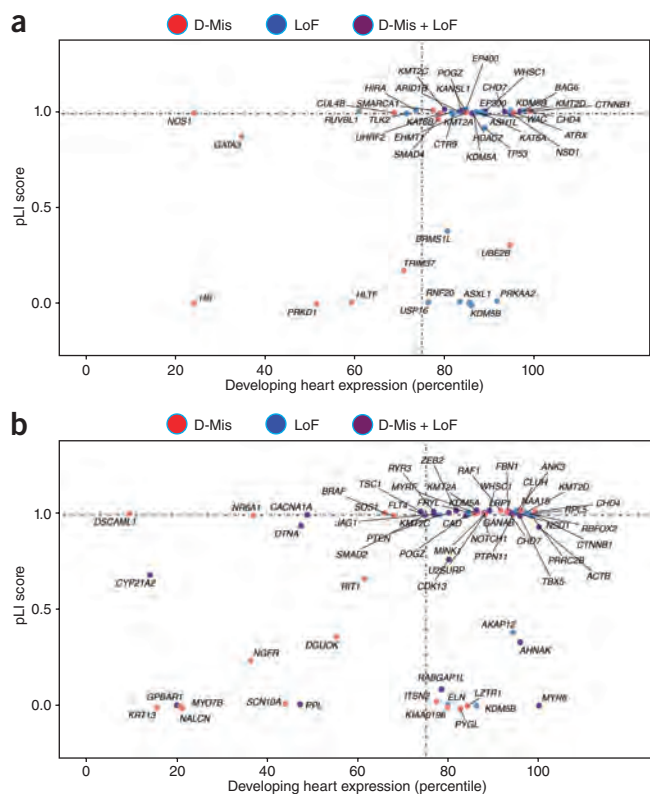 a
D-Mis LoF D-Mis + LoF
EP400
KMT2C POGZ WHSC1
HIRA ARID1B KANSL1 CHD7 BAG6
CUL4B SMARCA1 EP300 KDM6B KMT2D CTNNB1
1.0
NOS1 RUVBL1 TLK2 KAT6B KMT2A ASH1L WAC CHD4
GATA3 UHRF2 EHMT1 CTR9 HDAC7 KAT6A ATRX
SMAD4 KDM5A TP53 NSD1
pLI score
0.5
BRMS1L
UBE2B
TRIM37
0.0
PRKD1 HLTF RNF20 ASXL1 PRKAA2
USP16 KDM5B
0 20 40 60 80 100
Developing heart expression (percentile)
b
D-Mis LoF D-Mis + LoF
ZEB2 FBN1
RYR3 RAF1 ANK3
TSC1 MYRF KMT2A WHSC1 CLUH
BRAF KDM5A LRP1 KMT2D
SOS1 FLT4 FRYL NAA15 CHD4
NR6A1 CACNA1A RPL5
1.0
DSCAML1 JAG1 KMT2C CAD GANAB NSD1 RBFOX2
DTNA PTEN NOTCH1 CHD7 CTNNB1
SMAD2 POGZ MINK1 PTPN11 PRRC2B
U2SURP TBX5 ACTB
CYP21A2 CDK13
RIT1
pLI score
0.5
AKAP12
DGUOK AHNAK
NGFR
RABGAP1L
GPBAR1 MYO7B SCN10A PPL ITSN2 ELN LZTR1 MYH6
0.0
KRT13 NALCN KIAA0196 KDM5B
PYGL
0 20 40 60 80 100
Developing heart expression (percentile)